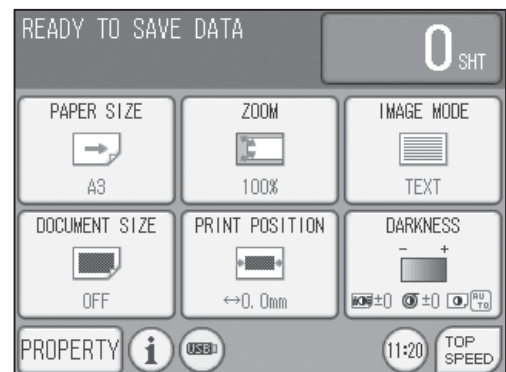 READY TO SAVE DATA
0 SHT
PAPER SIZE
A3
ZOOM
100%
IMAGE MODE
TEXT
DOCUMENT SIZE
OFF
PRINT POSITION
↔0.0mm
DARKNESS
- +
±0 ±0 AUTO
PROPERTY
i
USB
11:20
TOP
SPEED